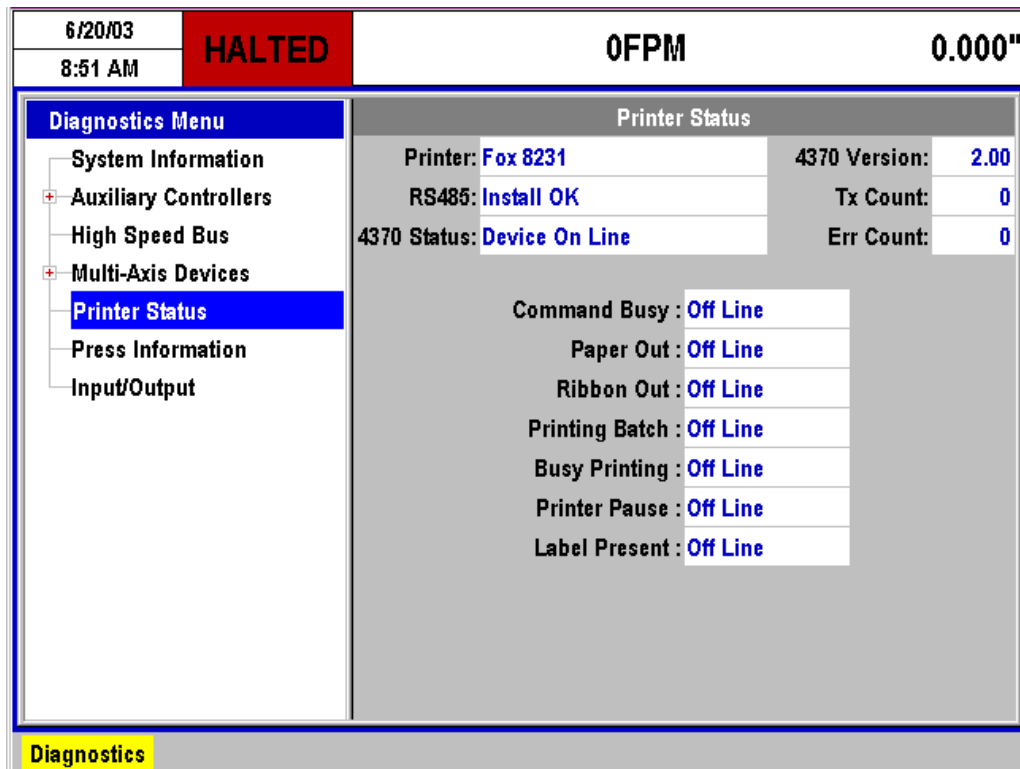 6/20/03
8:51 AM
HALTED
0FPM
0.000"
Diagnostics Menu
System Information
Auxiliary Controllers
High Speed Bus
Multi-Axis Devices
Printer Status
Press Information
Input/Output
Printer Status
Printer: Fox 8231
4370 Version: 2.00
RS485: Install OK
Tx Count: 0
4370 Status: Device On Line
Err Count: 0
Command Busy : Off Line
Paper Out : Off Line
Ribbon Out : Off Line
Printing Batch : Off Line
Busy Printing : Off Line
Printer Pause : Off Line
Label Present : Off Line
Diagnostics